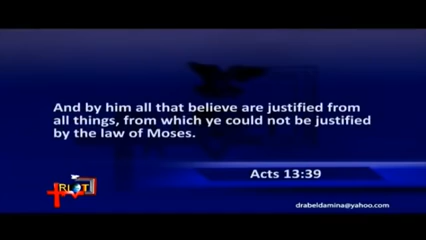 And by him all that believe are justified from
all things, from which ye could not be justified
by the law of Moses.
Acts 13:39
drabeldamina@yahoo.com